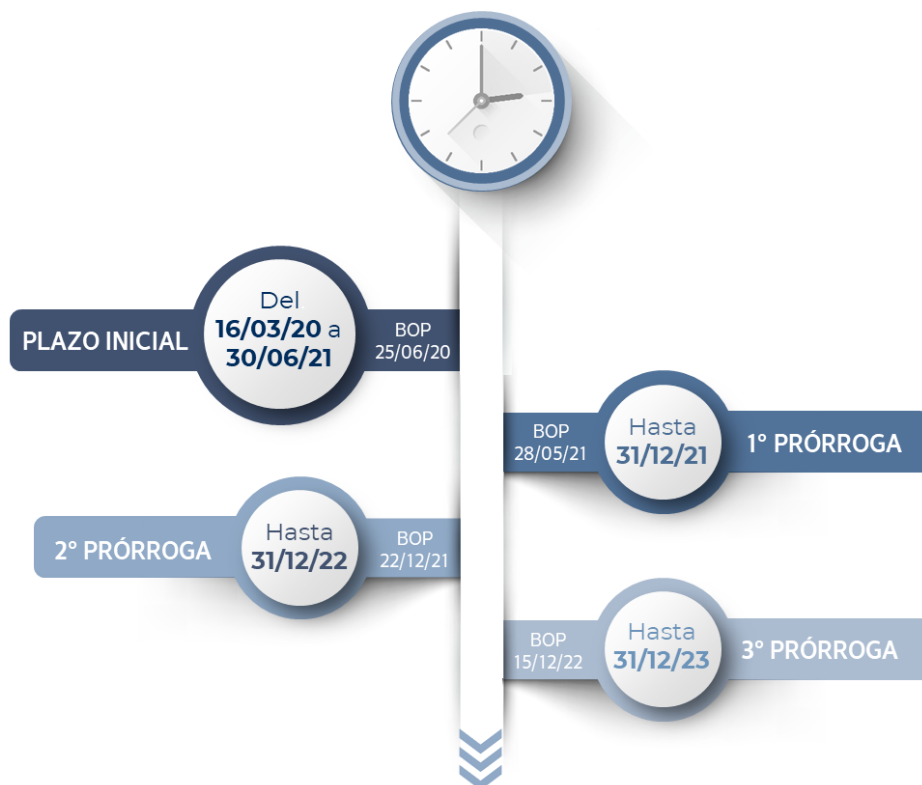 PLAZO INICIAL
Del
16/03/20 a
30/06/21
BOP
25/06/20
BOP
28/05/21
Hasta
31/12/21
1° PRÓRROGA
2° PRÓRROGA
Hasta
31/12/22
BOP
22/12/21
BOP
15/12/22
Hasta
31/12/23
3° PRÓRROGA